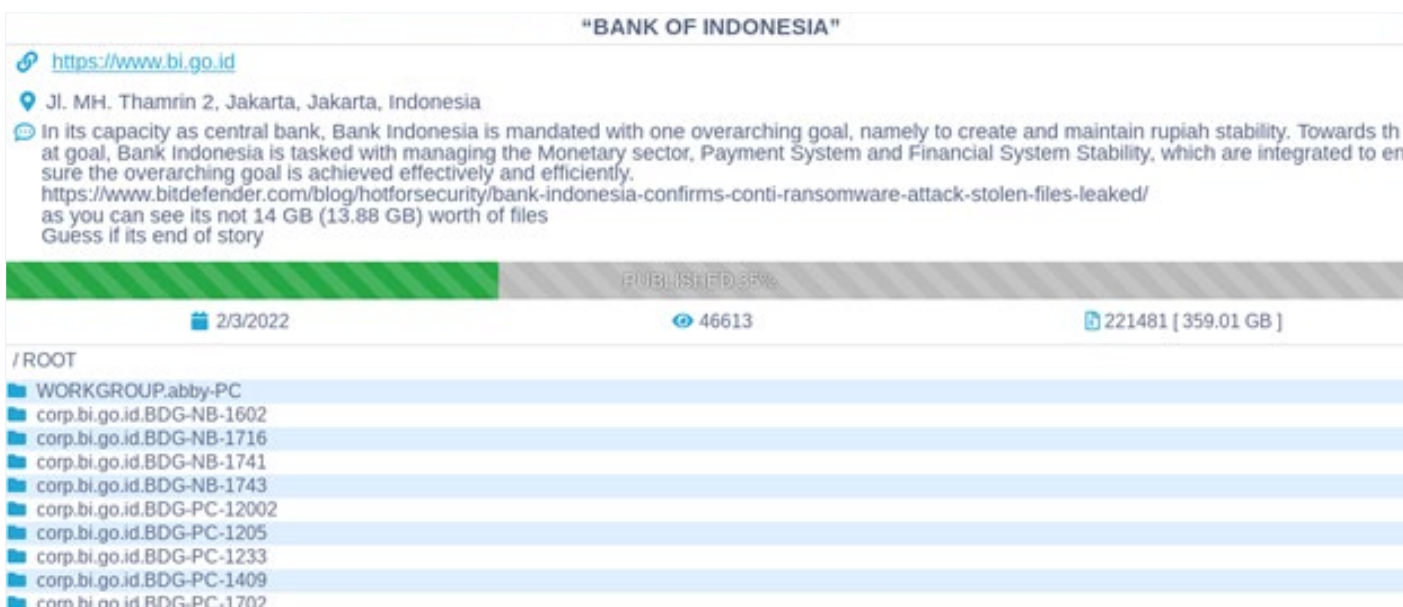 “BANK OF INDONESIA”
https://www.bi.go.id
Jl. MH. Thamrin 2, Jakarta, Jakarta, Indonesia
In its capacity as central bank, Bank Indonesia is mandated with one overarching goal, namely to create and maintain rupiah stability. Towards th
at goal, Bank Indonesia is tasked with managing the Monetary sector, Payment System and Financial System Stability, which are integrated to en
sure the overarching goal is achieved effectively and efficiently.
https://www.bitdefender.com/blog/hotforsecurity/bank-indonesia-confirms-conti-ransomware-attack-stolen-files-leaked/
as you can see its not 14 GB (13.88 GB) worth of files
Guess if its end of story
PUBLISHED 35%
2/3/2022 46613 221481 [ 359.01 GB ]
/ ROOT
WORKGROUP.abby-PC
corp.bi.go.id.BDG-NB-1602
corp.bi.go.id.BDG-NB-1716
corp.bi.go.id.BDG-NB-1741
corp.bi.go.id.BDG-NB-1743
corp.bi.go.id.BDG-PC-12002
corp.bi.go.id.BDG-PC-1205
corp.bi.go.id.BDG-PC-1233
corp.bi.go.id.BDG-PC-1409
corp.bi.go.id.BDG-PC-1702